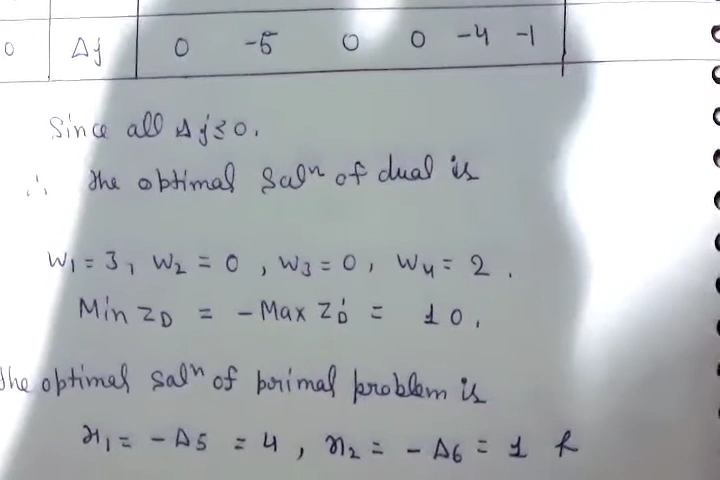 0 Δj 0 -5 0 0 -4 -1
Since all Δj ≤ 0.
∴ the optimal Solⁿ of dual is
W₁ = 3, W₂ = 0, W₃ = 0, W₄ = 2.
Min Z_D = - Max Z'_D = 10.
the optimal solⁿ of primal problem is
x₁ = -Δ5 = 4, x₂ = -Δ6 = 1 &